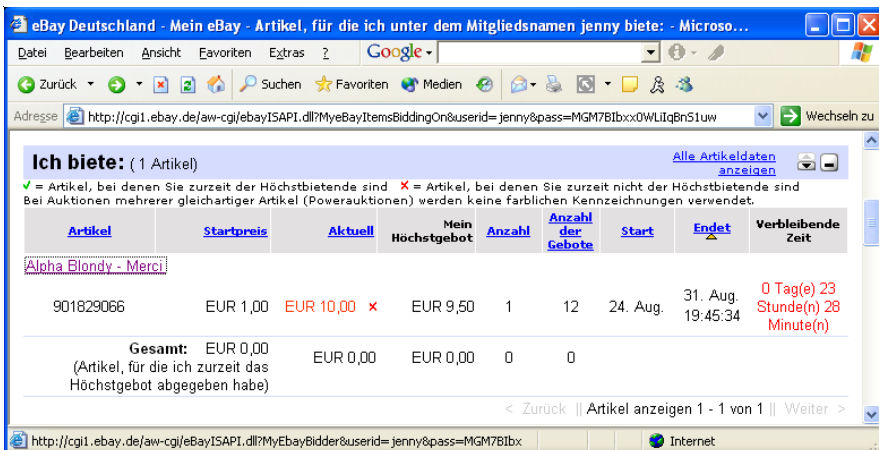 eBay Deutschland - Mein eBay - Artikel, für die ich unter dem Mitgliedsnamen jenny biete: - Microso...
Datei Bearbeiten Ansicht Favoriten Extras ? Google
Zurück Suchen Favoriten Medien
Adresse http://cgi1.ebay.de/aw-cgi/ebayISAPI.dll?MyeBayItemsBiddingOn&userid=jenny&pass=MGM7BIbxx0WLiIqBnS1uw Wechseln zu
Ich biete: (1 Artikel) Alle Artikeldaten
anzeigen
√ = Artikel, bei denen Sie zurzeit der Höchstbietende sind × = Artikel, bei denen Sie zurzeit nicht der Höchstbietende sind
Bei Auktionen mehrerer gleichartiger Artikel (Powerauktionen) werden keine farblichen Kennzeichnungen verwendet.
Artikel Startpreis Aktuell Mein Höchstgebot Anzahl Anzahl der Gebote Start Endet Verbleibende Zeit
Alpha Blondy - Merci
901829066 EUR 1,00 EUR 10,00 × EUR 9,50 1 12 24. Aug. 31. Aug. 19:45:34 0 Tag(e) 23 Stunde(n) 28 Minute(n)
Gesamt: EUR 0,00 EUR 0,00 EUR 0,00 0 0
(Artikel, für die ich zurzeit das
Höchstgebot abgegeben habe)
< Zurück || Artikel anzeigen 1 - 1 von 1 || Weiter >
http://cgi1.ebay.de/aw-cgi/eBayISAPI.dll?MyEbayBidder&userid=jenny&pass=MGM7BIbx Internet